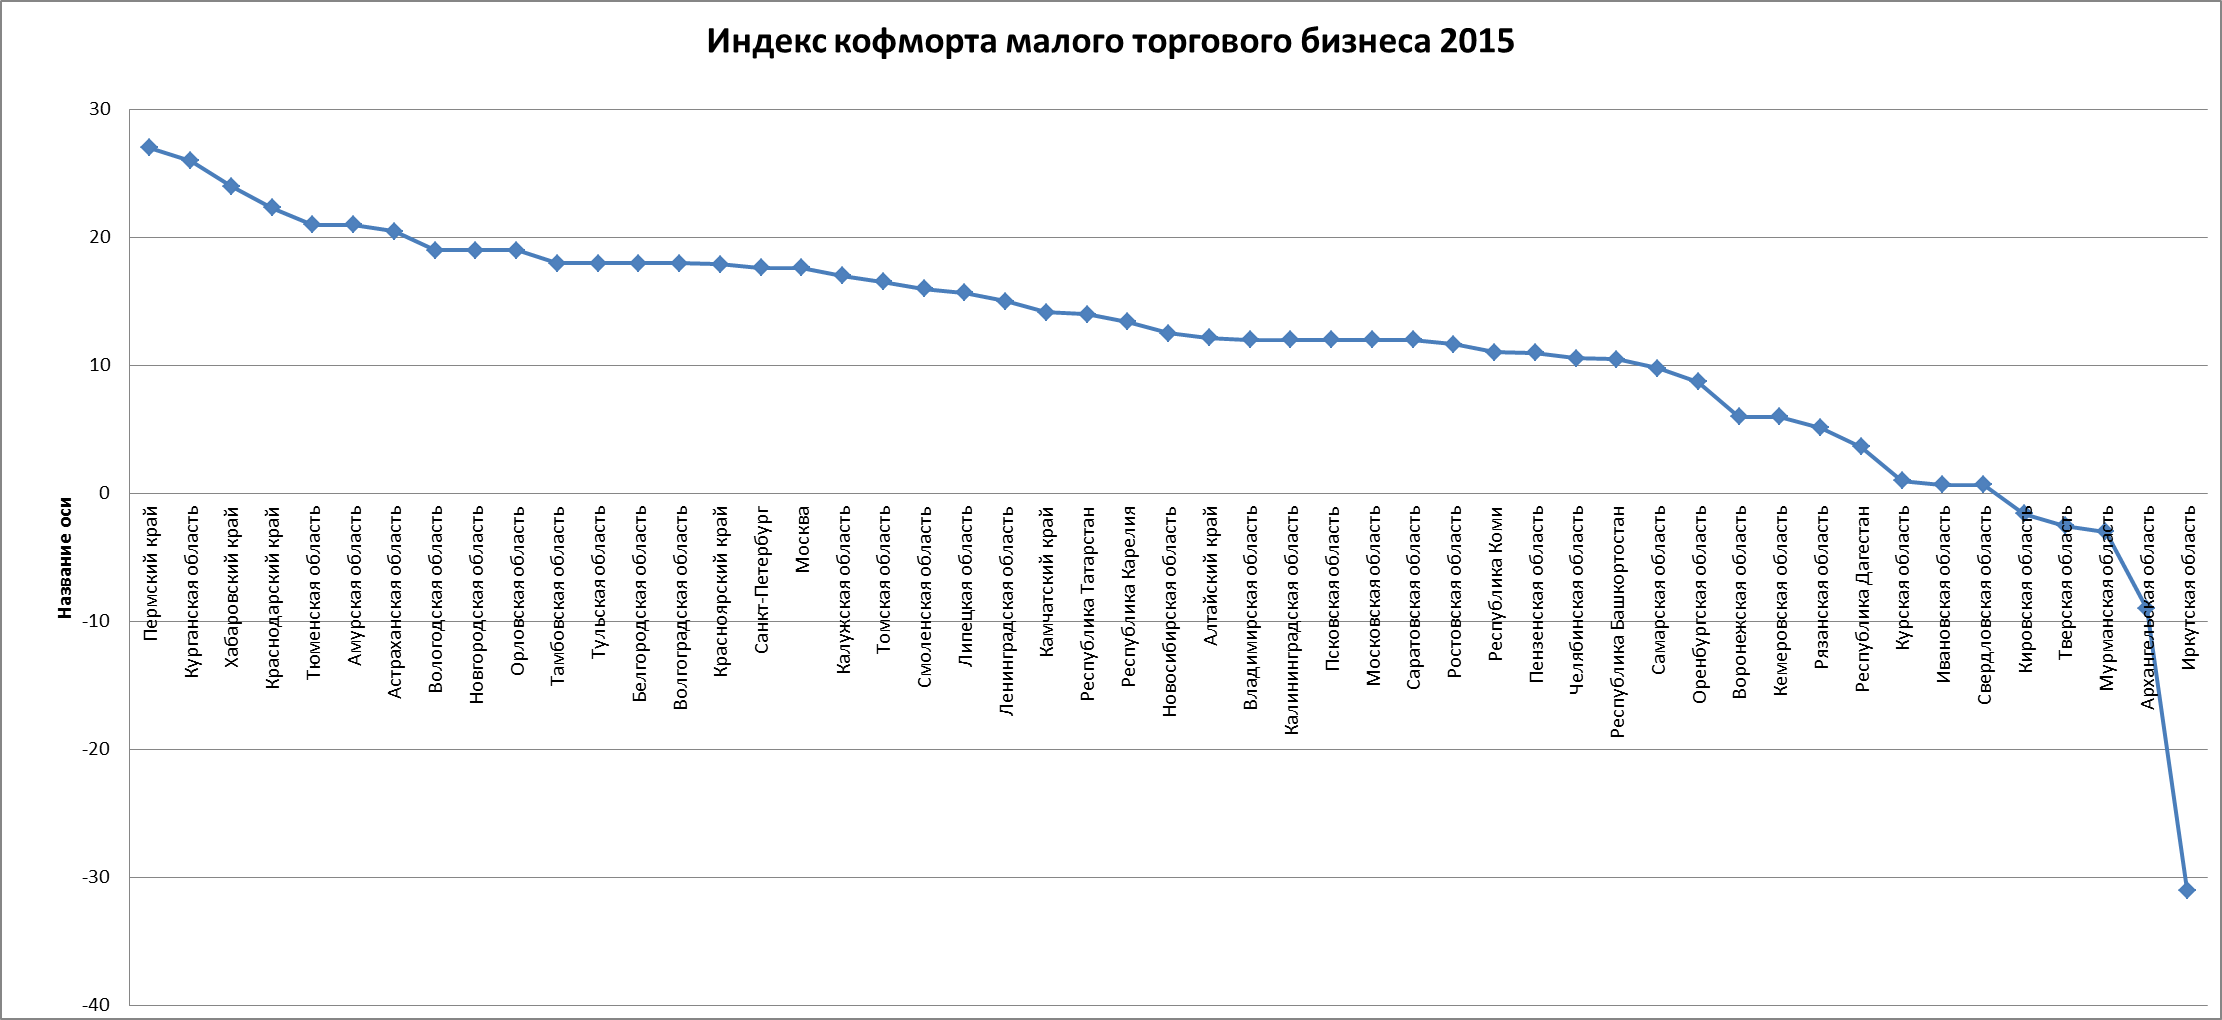 Индекс кофморта малого торгового бизнеса 2015
30
20
10
0
-10
-20
-30
-40
Название оси
Пермский край
Курганская область
Хабаровский край
Краснодарский край
Тюменская область
Амурская область
Астраханская область
Вологодская область
Новгородская область
Орловская область
Тамбовская область
Тульская область
Белгородская область
Волгоградская область
Красноярский край
Санкт-Петербург
Москва
Калужская область
Томская область
Смоленская область
Липецкая область
Ленинградская область
Камчатский край
Республика Татарстан
Республика Карелия
Новосибирская область
Алтайский край
Владимирская область
Калининградская область
Псковская область
Московская область
Саратовская область
Ростовская область
Республика Коми
Пензенская область
Челябинская область
Республика Башкортостан
Самарская область
Оренбургская область
Воронежская область
Кемеровская область
Рязанская область
Республика Дагестан
Курская область
Ивановская область
Свердловская область
Кировская область
Тверская область
Мурманская область
Архангельская область
Иркутская область